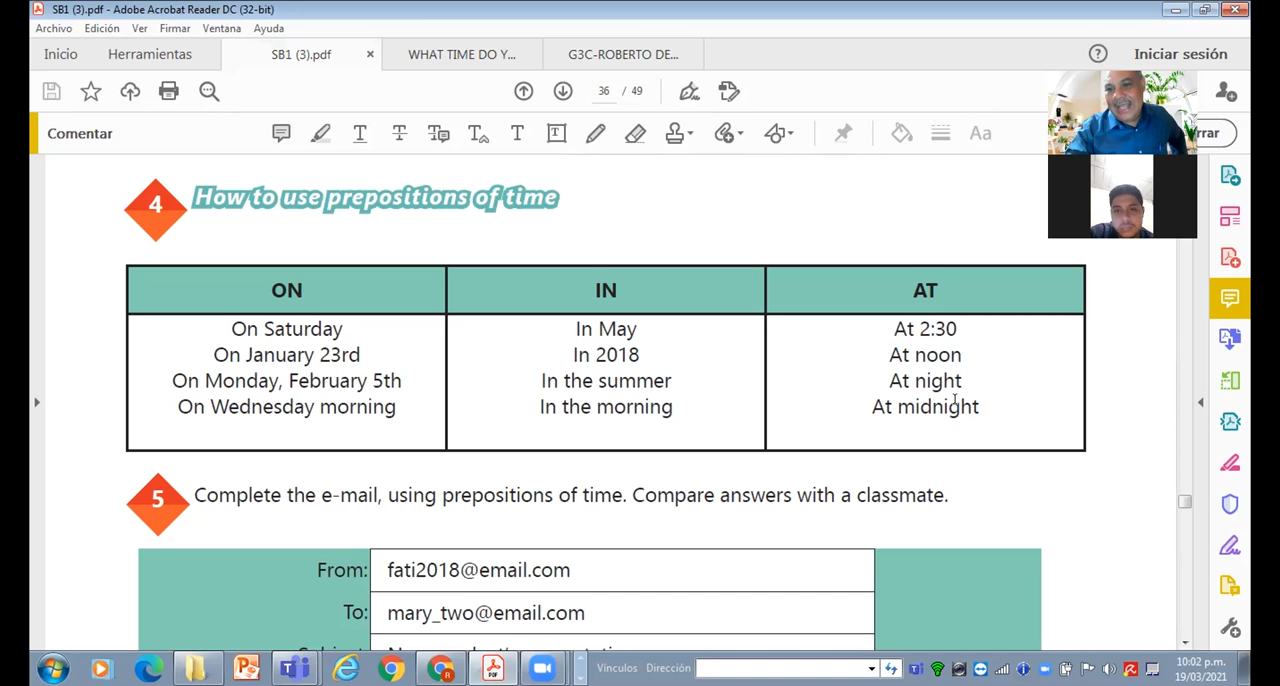 SB1 (3).pdf - Adobe Acrobat Reader DC (32-bit)
Archivo Edición Ver Firmar Ventana Ayuda
Inicio Herramientas SB1 (3).pdf × WHAT TIME DO Y... G3C-ROBERTO DE... ? Iniciar sesión
36 / 49
Comentar Aa rrar
4 How to use prepositions of time
ON IN AT
On Saturday In May At 2:30
On January 23rd In 2018 At noon
On Monday, February 5th In the summer At night
On Wednesday morning In the morning At midnight
5 Complete the e-mail, using prepositions of time. Compare answers with a classmate.
From: fati2018@email.com
To: mary_two@email.com
Vínculos Dirección 10:02 p.m.
19/03/2021